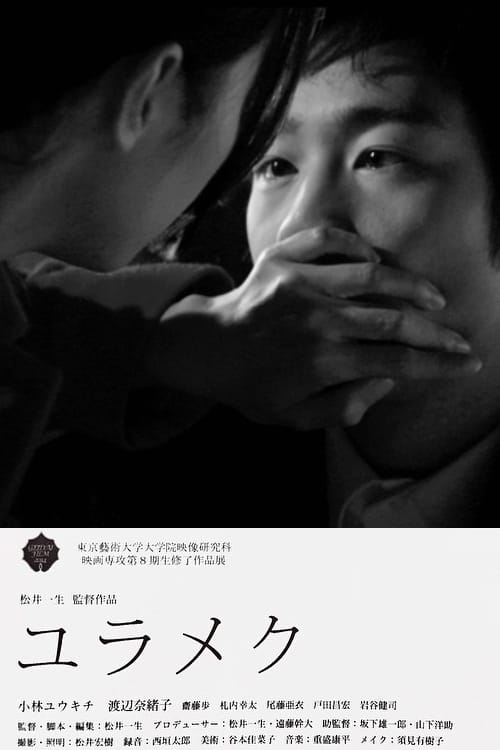 GEIDAI
FILM
2014
東京藝術大学大学院映像研究科
映画専攻第8期生修了作品展
松井一生 監督作品
ユラメク
小林ユウキチ 渡辺奈緒子 齋藤歩 札内幸太 尾藤亜衣 戸田昌宏 岩谷健司
監督・脚本・編集：松井一生 プロデューサー：松井一生・遠藤幹大 助監督：坂下雄一郎・山下洋助
撮影・照明：松井宏樹 録音：西垣太郎 美術：谷本佳菜子 音楽：重盛康平 メイク：須見有樹子